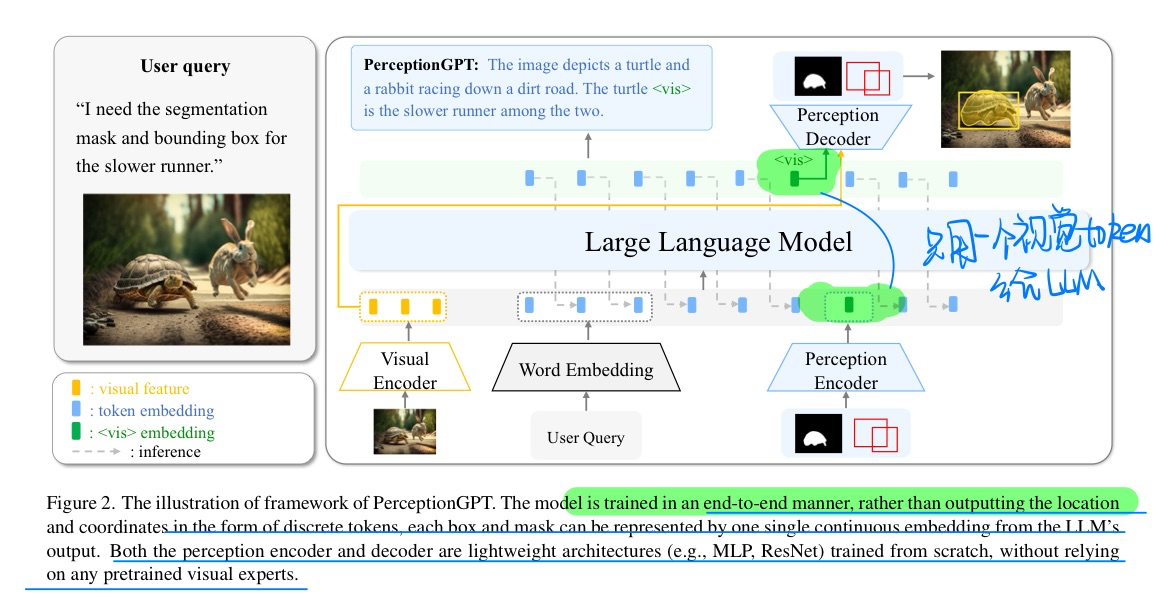 User query
“I need the segmentation
mask and bounding box for
the slower runner.”
: visual feature
: token embedding
: <vis> embedding
: inference
PerceptionGPT: The image depicts a turtle and
a rabbit racing down a dirt road. The turtle <vis>
is the slower runner among the two.
Perception
Decoder
<vis>
Large Language Model
只用一个视觉token
给LLM
Visual
Encoder
Word Embedding
Perception
Encoder
User Query
Figure 2. The illustration of framework of PerceptionGPT. The model is trained in an end-to-end manner, rather than outputting the location
and coordinates in the form of discrete tokens, each box and mask can be represented by one single continuous embedding from the LLM’s
output. Both the perception encoder and decoder are lightweight architectures (e.g., MLP, ResNet) trained from scratch, without relying
on any pretrained visual experts.